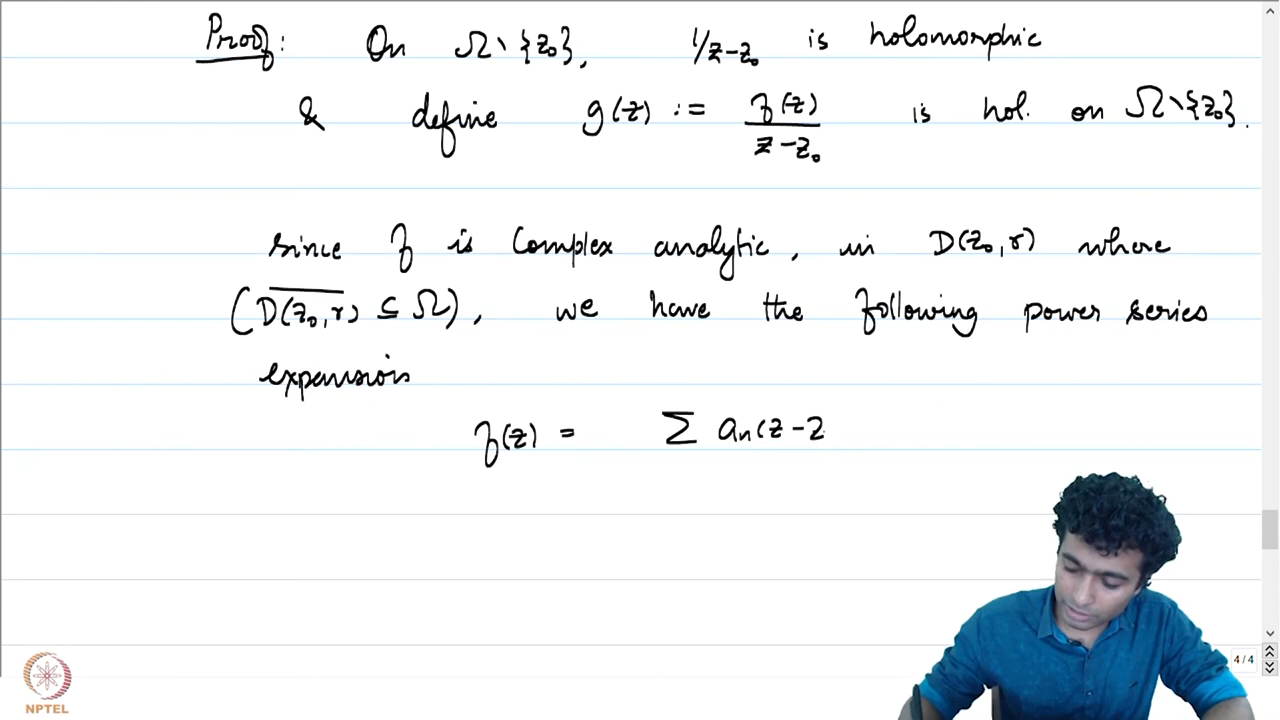 Proof: On Ω \ {z₀}, 1/z-z₀ is holomorphic
& define g(z) := f(z)/z-z₀ is hol. on Ω \ {z₀}.
since f is complex analytic, in D(z₀, r) where
(D̅(̅z̅₀̅,̅ ̅r̅)̅ ⊆ Ω), we have the following power series
expansion
f(z) = Σ aₙ(z - z
4/4
NPTEL